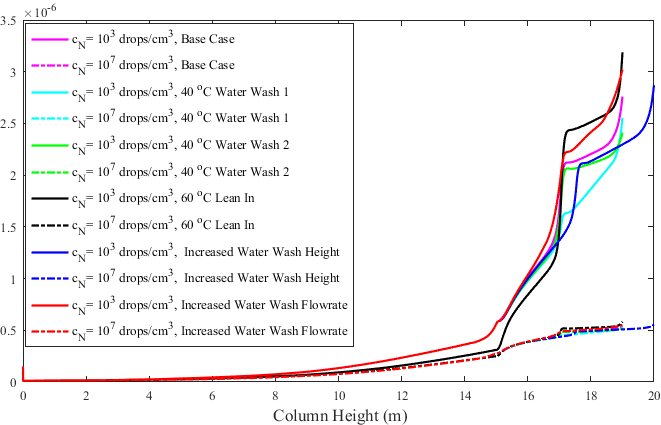 ×10⁻⁶
3.5
3
2.5
2
1.5
1
0.5
0
c_N= 10³ drops/cm³, Base Case
c_N= 10⁷ drops/cm³, Base Case
c_N= 10³ drops/cm³, 40 °C Water Wash 1
c_N= 10⁷ drops/cm³, 40 °C Water Wash 1
c_N= 10³ drops/cm³, 40 °C Water Wash 2
c_N= 10⁷ drops/cm³, 40 °C Water Wash 2
c_N= 10³ drops/cm³, 60 °C Lean In
c_N= 10⁷ drops/cm³, 60 °C Lean In
c_N= 10³ drops/cm³, Increased Water Wash Height
c_N= 10⁷ drops/cm³, Increased Water Wash Height
c_N= 10³ drops/cm³, Increased Water Wash Flowrate
c_N= 10⁷ drops/cm³, Increased Water Wash Flowrate
0 2 4 6 8 10 12 14 16 18 20
Column Height (m)